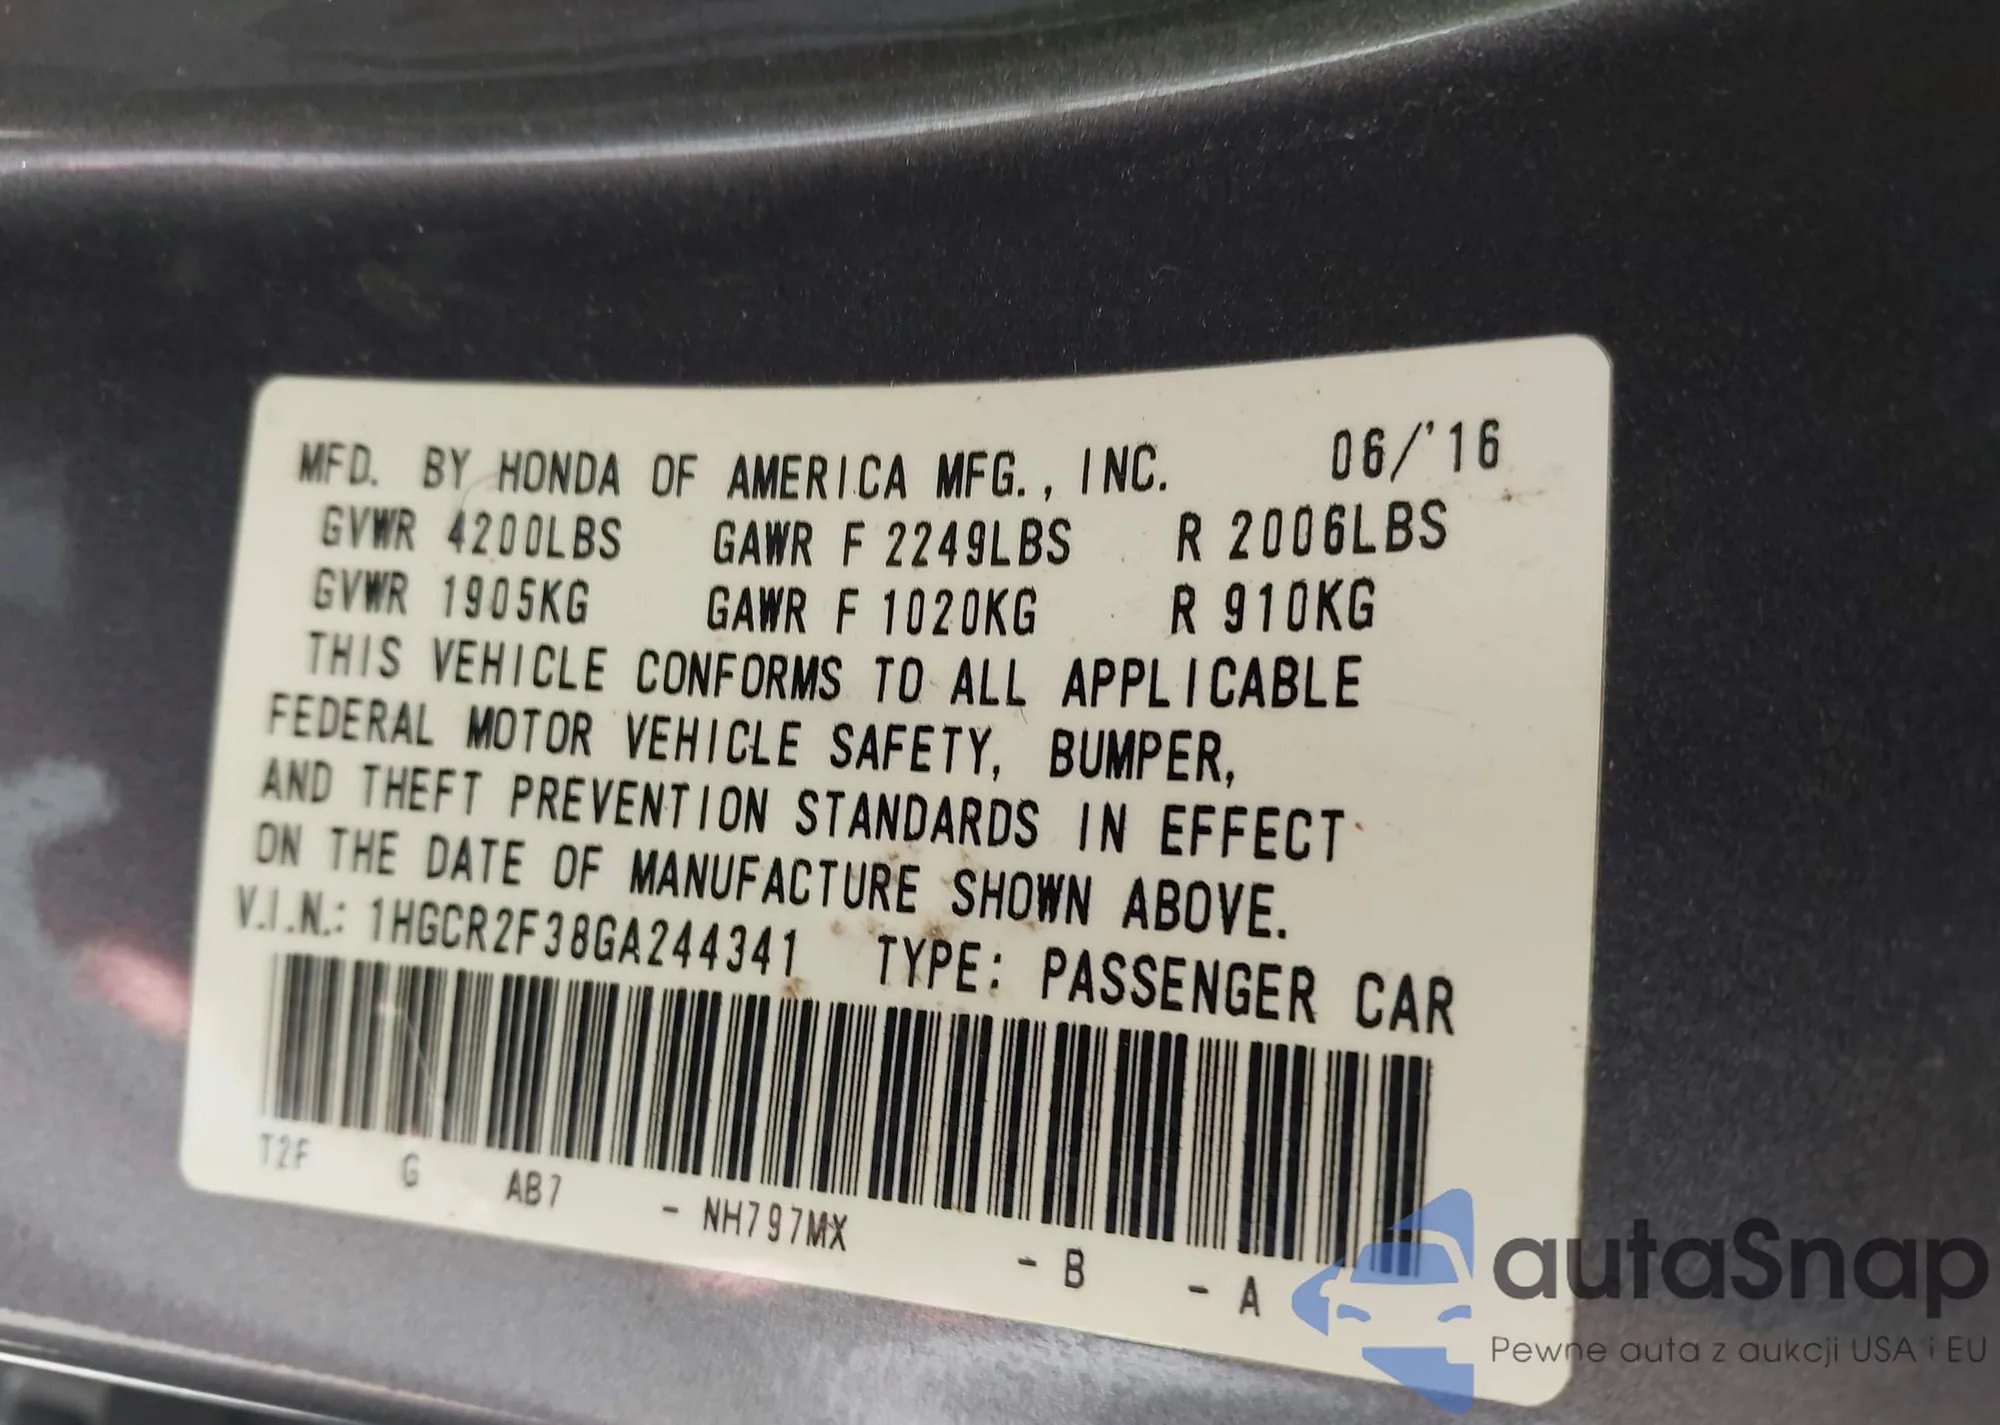 MFD. BY HONDA OF AMERICA MFG., INC. 06/'16
GVWR 4200LBS GAWR F 2249LBS R 2006LBS
GVWR 1905KG GAWR F 1020KG R 910KG
THIS VEHICLE CONFORMS TO ALL APPLICABLE
FEDERAL MOTOR VEHICLE SAFETY, BUMPER,
AND THEFT PREVENTION STANDARDS IN EFFECT
ON THE DATE OF MANUFACTURE SHOWN ABOVE.
V.I.N.: 1HGCR2F38GA244341 TYPE: PASSENGER CAR
T2F G AB7 - NH797MX - B - A
autaSnap
Pewne auta z aukcji USA i EU